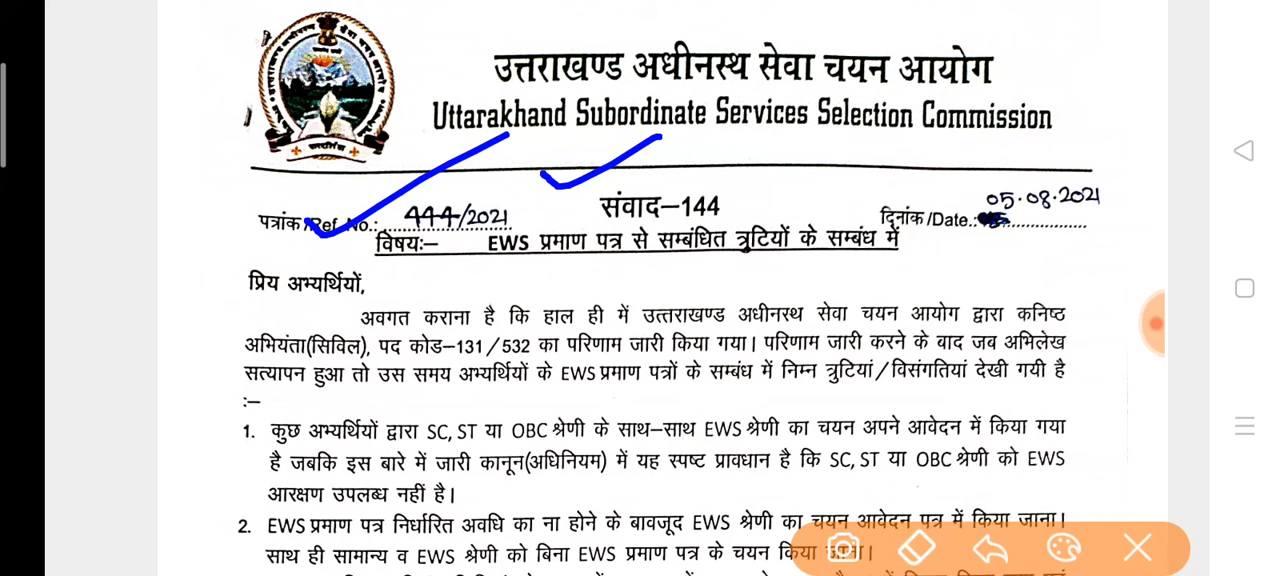 उत्तराखण्ड अधीनस्थ सेवा चयन आयोग
Uttarakhand Subordinate Services Selection Commission
संवाद–144
पत्रांक/Ref. No.: 444/2021
दिनांक/Date.: 05.08.2021
विषयः– EWS प्रमाण पत्र से सम्बंधित त्रुटियों के सम्बंध में
प्रिय अभ्यर्थियों,
अवगत कराना है कि हाल ही में उत्तराखण्ड अधीनस्थ सेवा चयन आयोग द्वारा कनिष्ठ
अभियंता(सिविल), पद कोड–131/532 का परिणाम जारी किया गया। परिणाम जारी करने के बाद जब अभिलेख
सत्यापन हुआ तो उस समय अभ्यर्थियों के EWS प्रमाण पत्रों के सम्बंध में निम्न त्रुटियां/विसंगतियां देखी गयी है
:–
1. कुछ अभ्यर्थियों द्वारा SC, ST या OBC श्रेणी के साथ–साथ EWS श्रेणी का चयन अपने आवेदन में किया गया
है जबकि इस बारे में जारी कानून(अधिनियम) में यह स्पष्ट प्रावधान है कि SC, ST या OBC श्रेणी को EWS
आरक्षण उपलब्ध नहीं है।
2. EWS प्रमाण पत्र निर्धारित अवधि का ना होने के बावजूद EWS श्रेणी का चयन आवेदन पत्र में किया जाना।
साथ ही सामान्य व EWS श्रेणी को बिना EWS प्रमाण पत्र के चयन किया जाना।